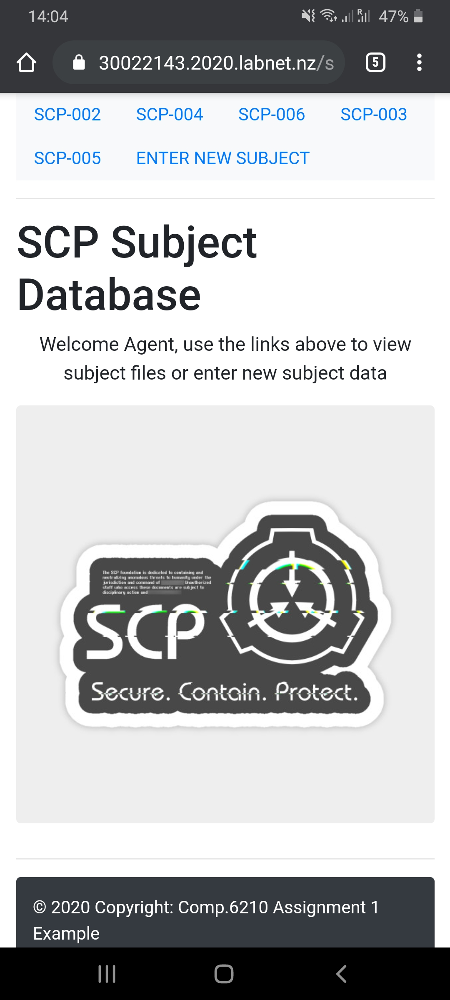 14:04 R 47%
30022143.2020.labnet.nz/s 5
SCP-002 SCP-004 SCP-006 SCP-003
SCP-005 ENTER NEW SUBJECT
SCP Subject
Database
Welcome Agent, use the links above to view
subject files or enter new subject data
The SCP foundation is dedicated to containing and
neutralizing anomalous threats to humanity under the
jurisdiction and command of Unauthorized
staff who access these documents are subject to
disciplinary action and
SCP
Secure. Contain. Protect.
© 2020 Copyright: Comp.6210 Assignment 1
Example